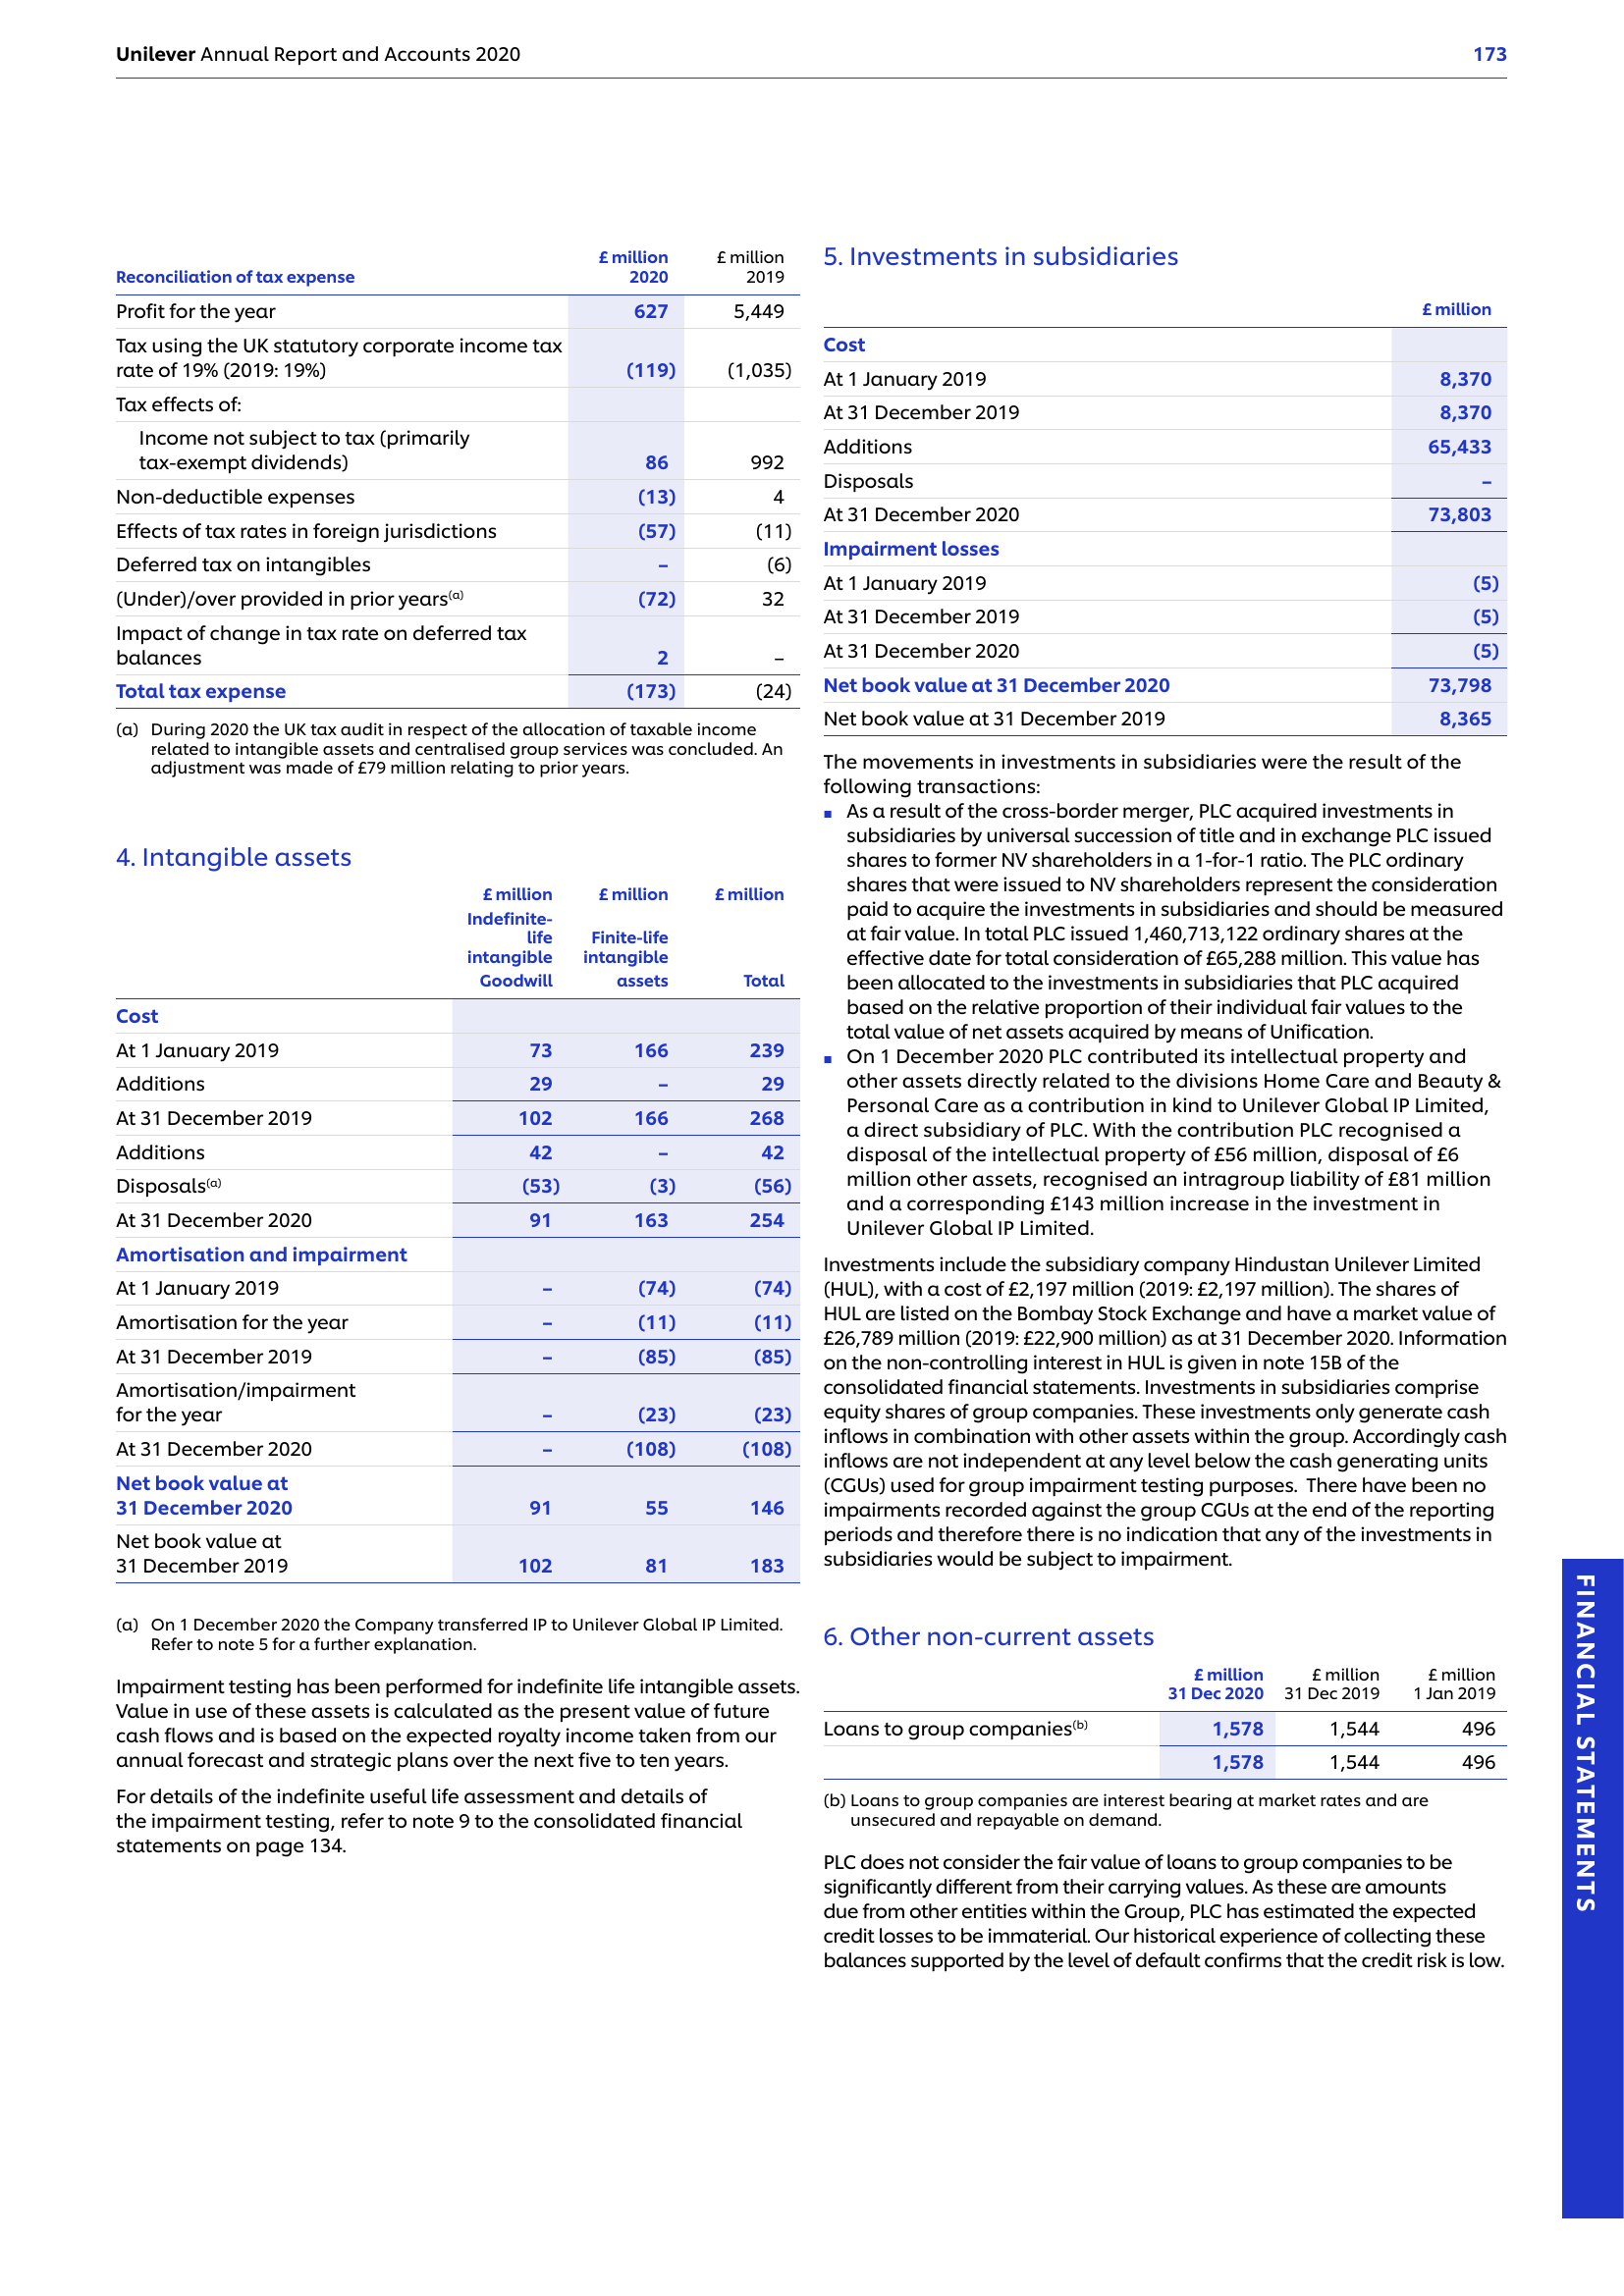 Unilever Annual Report and Accounts 2020
173
£ million £ million
Reconciliation of tax expense 2020 2019
Profit for the year 627 5,449
Tax using the UK statutory corporate income tax
rate of 19% (2019: 19%) (119) (1,035)
Tax effects of:
Income not subject to tax (primarily
tax-exempt dividends) 86 992
Non-deductible expenses (13) 4
Effects of tax rates in foreign jurisdictions (57) (11)
Deferred tax on intangibles – (6)
(Under)/over provided in prior years(a) (72) 32
Impact of change in tax rate on deferred tax
balances 2 –
Total tax expense (173) (24)
(a) During 2020 the UK tax audit in respect of the allocation of taxable income
related to intangible assets and centralised group services was concluded. An
adjustment was made of £79 million relating to prior years.
4. Intangible assets
£ million £ million £ million
Indefinite-
life Finite-life
intangible intangible
Goodwill assets Total
Cost
At 1 January 2019 73 166 239
Additions 29 – 29
At 31 December 2019 102 166 268
Additions 42 – 42
Disposals(a) (53) (3) (56)
At 31 December 2020 91 163 254
Amortisation and impairment
At 1 January 2019 – (74) (74)
Amortisation for the year – (11) (11)
At 31 December 2019 – (85) (85)
Amortisation/impairment
for the year – (23) (23)
At 31 December 2020 – (108) (108)
Net book value at
31 December 2020 91 55 146
Net book value at
31 December 2019 102 81 183
(a) On 1 December 2020 the Company transferred IP to Unilever Global IP Limited.
Refer to note 5 for a further explanation.
Impairment testing has been performed for indefinite life intangible assets.
Value in use of these assets is calculated as the present value of future
cash flows and is based on the expected royalty income taken from our
annual forecast and strategic plans over the next five to ten years.
For details of the indefinite useful life assessment and details of
the impairment testing, refer to note 9 to the consolidated financial
statements on page 134.
5. Investments in subsidiaries
£ million
Cost
At 1 January 2019 8,370
At 31 December 2019 8,370
Additions 65,433
Disposals –
At 31 December 2020 73,803
Impairment losses
At 1 January 2019 (5)
At 31 December 2019 (5)
At 31 December 2020 (5)
Net book value at 31 December 2020 73,798
Net book value at 31 December 2019 8,365
The movements in investments in subsidiaries were the result of the
following transactions:
▪ As a result of the cross-border merger, PLC acquired investments in
subsidiaries by universal succession of title and in exchange PLC issued
shares to former NV shareholders in a 1-for-1 ratio. The PLC ordinary
shares that were issued to NV shareholders represent the consideration
paid to acquire the investments in subsidiaries and should be measured
at fair value. In total PLC issued 1,460,713,122 ordinary shares at the
effective date for total consideration of £65,288 million. This value has
been allocated to the investments in subsidiaries that PLC acquired
based on the relative proportion of their individual fair values to the
total value of net assets acquired by means of Unification.
▪ On 1 December 2020 PLC contributed its intellectual property and
other assets directly related to the divisions Home Care and Beauty &
Personal Care as a contribution in kind to Unilever Global IP Limited,
a direct subsidiary of PLC. With the contribution PLC recognised a
disposal of the intellectual property of £56 million, disposal of £6
million other assets, recognised an intragroup liability of £81 million
and a corresponding £143 million increase in the investment in
Unilever Global IP Limited.
Investments include the subsidiary company Hindustan Unilever Limited
(HUL), with a cost of £2,197 million (2019: £2,197 million). The shares of
HUL are listed on the Bombay Stock Exchange and have a market value of
£26,789 million (2019: £22,900 million) as at 31 December 2020. Information
on the non-controlling interest in HUL is given in note 15B of the
consolidated financial statements. Investments in subsidiaries comprise
equity shares of group companies. These investments only generate cash
inflows in combination with other assets within the group. Accordingly cash
inflows are not independent at any level below the cash generating units
(CGUs) used for group impairment testing purposes. There have been no
impairments recorded against the group CGUs at the end of the reporting
periods and therefore there is no indication that any of the investments in
subsidiaries would be subject to impairment.
6. Other non-current assets
£ million £ million £ million
31 Dec 2020 31 Dec 2019 1 Jan 2019
Loans to group companies(b) 1,578 1,544 496
1,578 1,544 496
(b) Loans to group companies are interest bearing at market rates and are
unsecured and repayable on demand.
PLC does not consider the fair value of loans to group companies to be
significantly different from their carrying values. As these are amounts
due from other entities within the Group, PLC has estimated the expected
credit losses to be immaterial. Our historical experience of collecting these
balances supported by the level of default confirms that the credit risk is low.
FINANCIAL STATEMENTS